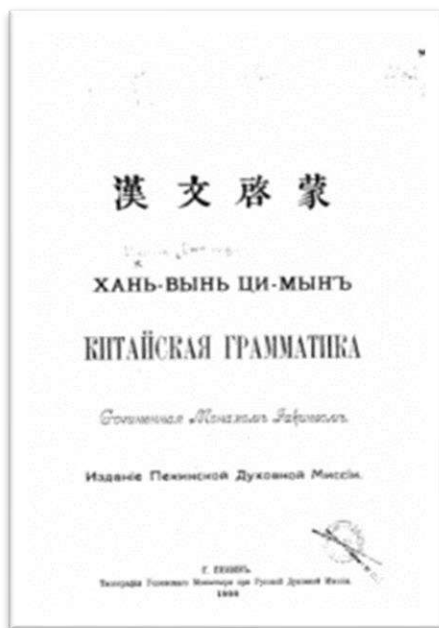 漢文啓蒙
ХАНЬ-ВЫНЬ ЦИ-МЫНЪ
КИТАЙСКАЯ ГРАММАТИКА
Сочиненная Монахомъ Іакинѳомъ.
Изданіе Пекинской Духовной Миссіи.
Г. ПЕКИНЪ.
Типографія Успенскаго Монастыря при Русской Духовной Миссіи.